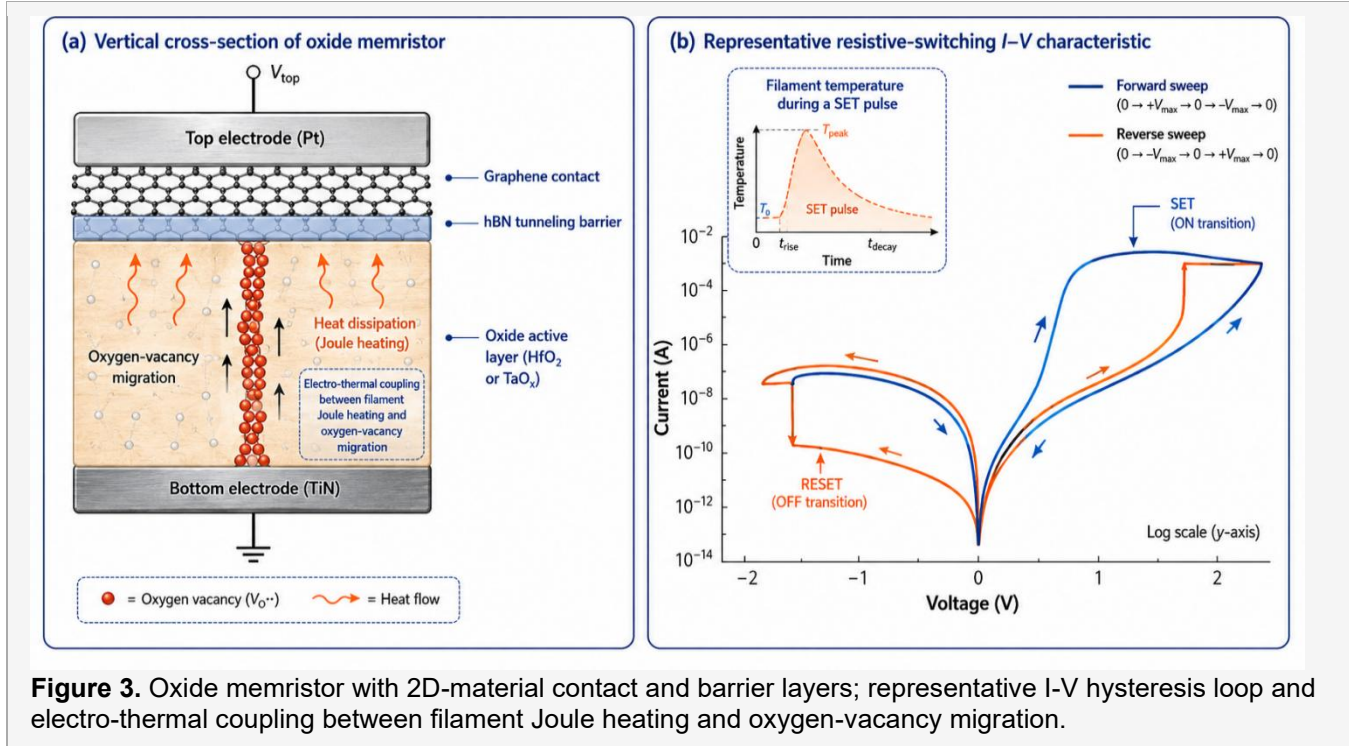 (a) Vertical cross-section of oxide memristor
V_top
Top electrode (Pt)
Graphene contact
hBN tunneling barrier
Heat dissipation
(Joule heating)
Oxygen-vacancy
migration
Oxide active
layer (HfO₂
or TaOₓ)
Electro-thermal coupling
between filament
Joule heating and
oxygen-vacancy
migration
Bottom electrode (TiN)
= Oxygen vacancy (V_O··)
= Heat flow
(b) Representative resistive-switching I–V characteristic
Filament temperature
during a SET pulse
Temperature
T_peak
T₀
SET pulse
0
t_rise
t_decay
Time
Forward sweep
(0 → +V_max → 0 → –V_max → 0)
Reverse sweep
(0 → –V_max → 0 → +V_max → 0)
SET
(ON transition)
Current (A)
10⁻²
10⁻⁴
10⁻⁶
10⁻⁸
10⁻¹⁰
10⁻¹²
10⁻¹⁴
RESET
(OFF transition)
Log scale (y-axis)
−2 −1 0 1 2
Voltage (V)
Figure 3. Oxide memristor with 2D-material contact and barrier layers; representative I-V hysteresis loop and
electro-thermal coupling between filament Joule heating and oxygen-vacancy migration.